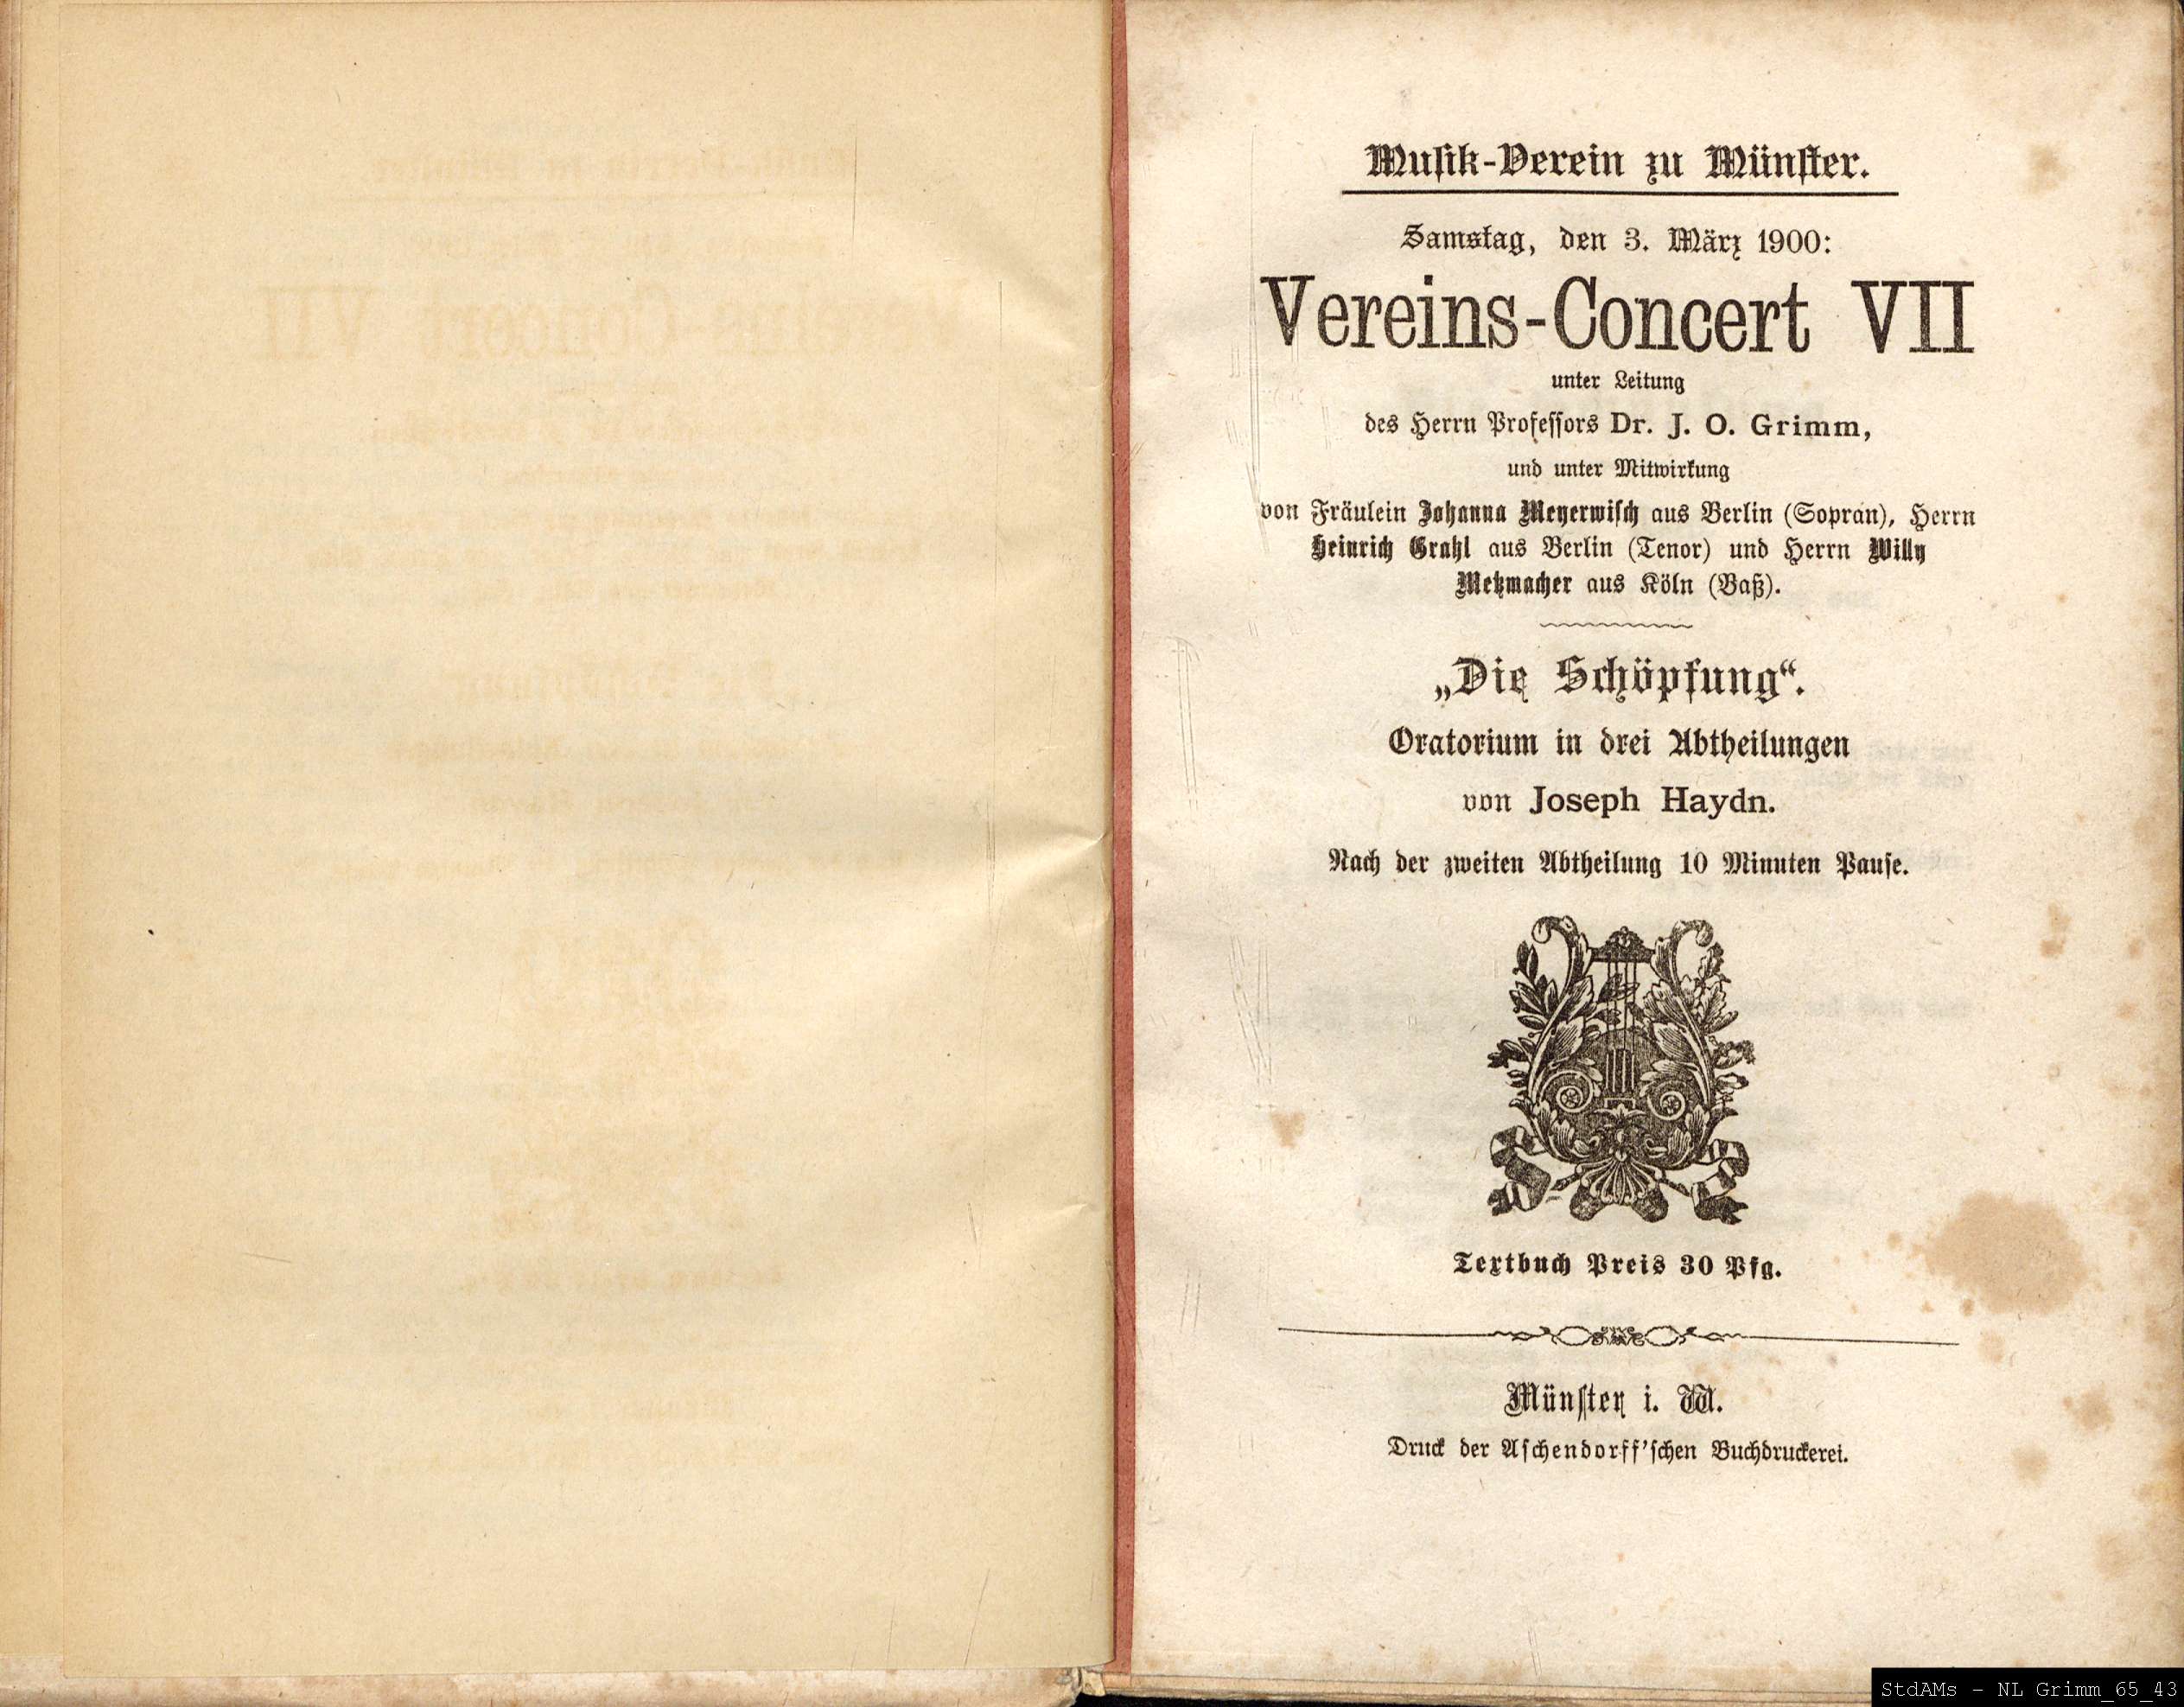 Musik-Verein zu Münster.
Samstag, den 3. März 1900:
Vereins-Concert VII
unter Leitung
des Herrn Professors Dr. J. O. Grimm,
und unter Mitwirkung
von Fräulein Johanna Meyerwisch aus Berlin (Sopran), Herrn
Heinrich Grahl aus Berlin (Tenor) und Herrn Willy
Metzmacher aus Köln (Baß).
„Die Schöpfung“.
Oratorium in drei Abtheilungen
von Joseph Haydn.
Nach der zweiten Abtheilung 10 Minuten Pause.
Textbuch Preis 30 Pfg.
Münster i. W.
Druck der Aschendorff'schen Buchdruckerei.
StdAMs - NL Grimm_65_43